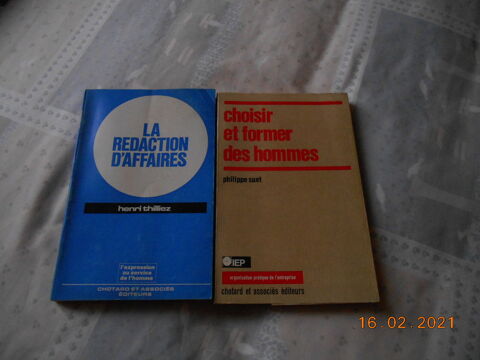 LA
REDACTION
D'AFFAIRES
henri thilliez
l'expression
au service
de l'homme
CHOTARD ET ASSOCIÉS
ÉDITEURS
choisir
et former
des hommes
philippe suet
IEP
organisation pratique de l'entreprise
chotard et associés éditeurs
16.02.2021